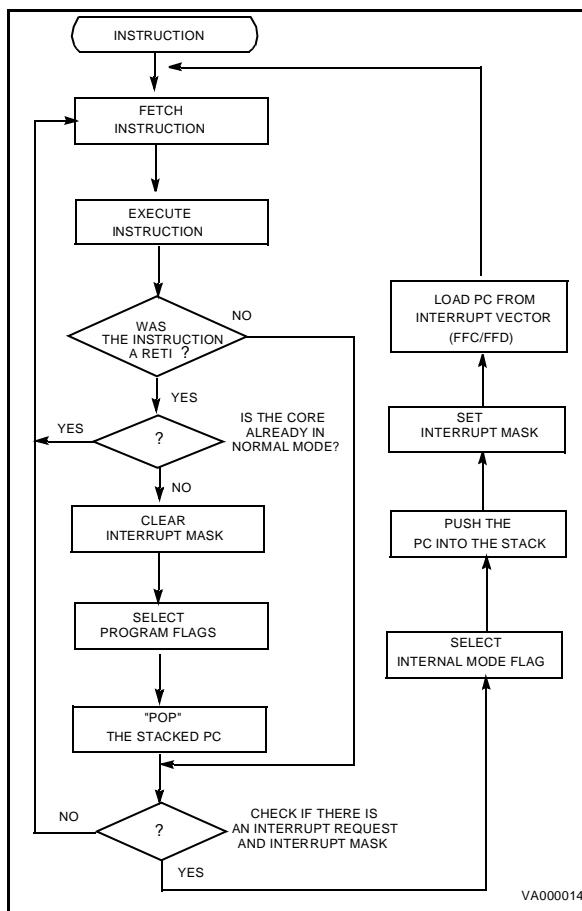 INSTRUCTION
FETCH
INSTRUCTION
EXECUTE
INSTRUCTION
WAS
THE INSTRUCTION
A RETI ?
NO
YES
?
IS THE CORE
ALREADY IN
NORMAL MODE?
YES
NO
CLEAR
INTERRUPT MASK
SELECT
PROGRAM FLAGS
"POP"
THE STACKED PC
?
CHECK IF THERE IS
AN INTERRUPT REQUEST
AND INTERRUPT MASK
NO
YES
SELECT
INTERNAL MODE FLAG
PUSH THE
PC INTO THE STACK
SET
INTERRUPT MASK
LOAD PC FROM
INTERRUPT VECTOR
(FFC/FFD)
VA000014